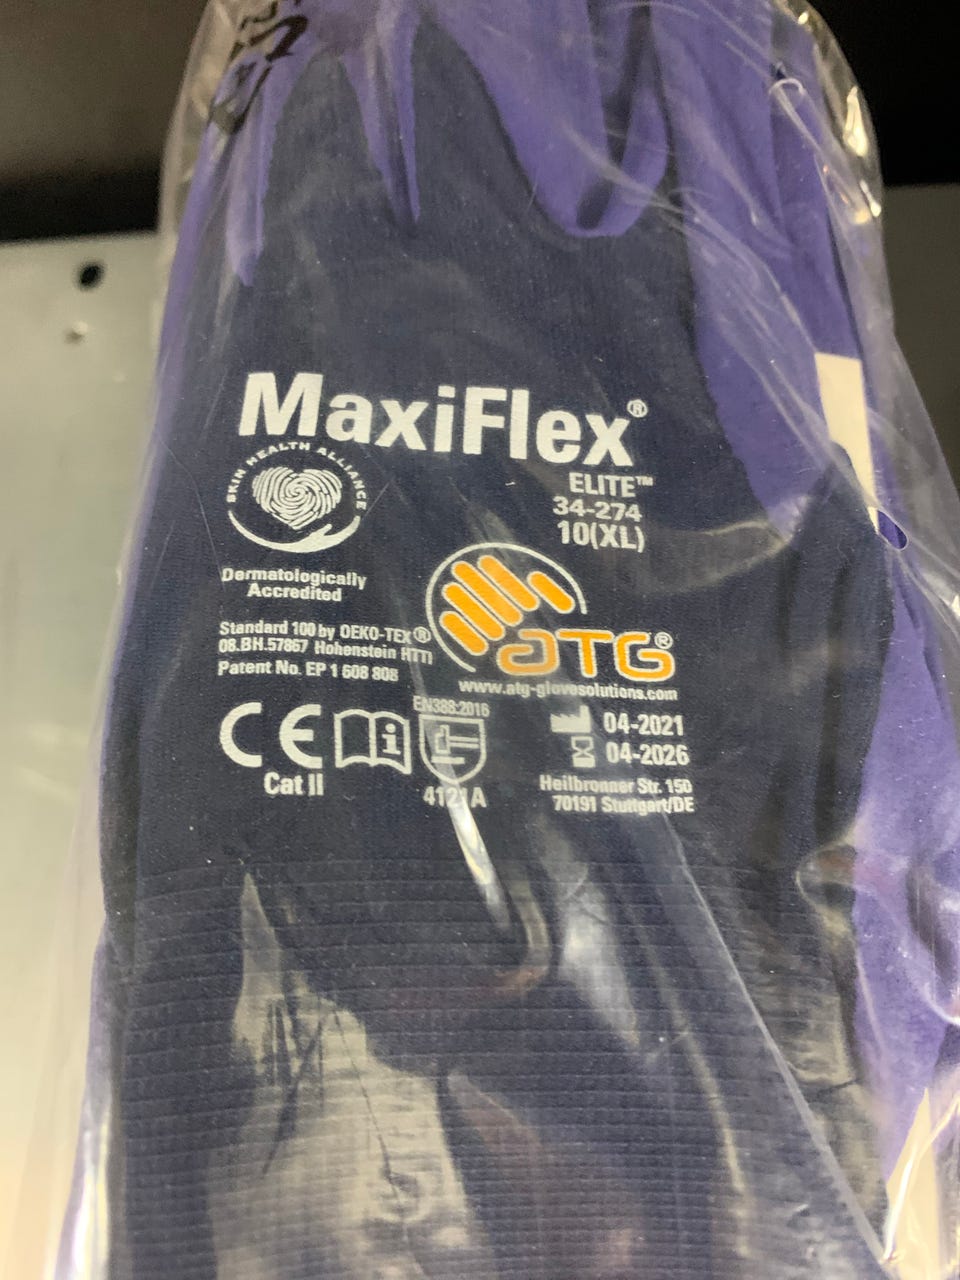 MaxiFlex®
SKIN HEALTH ALLIANCE
ELITE™
34-274
10(XL)
Dermatologically
Accredited
Standard 100 by OEKO-TEX®
08.BH.57867 Hohenstein HTTI
Patent No. EP 1 608 808
ATG®
www.atg-glovesolutions.com
CE
Cat II
i
EN388:2016
4121A
04-2021
04-2026
Heilbronner Str. 150
70191 Stuttgart/DE